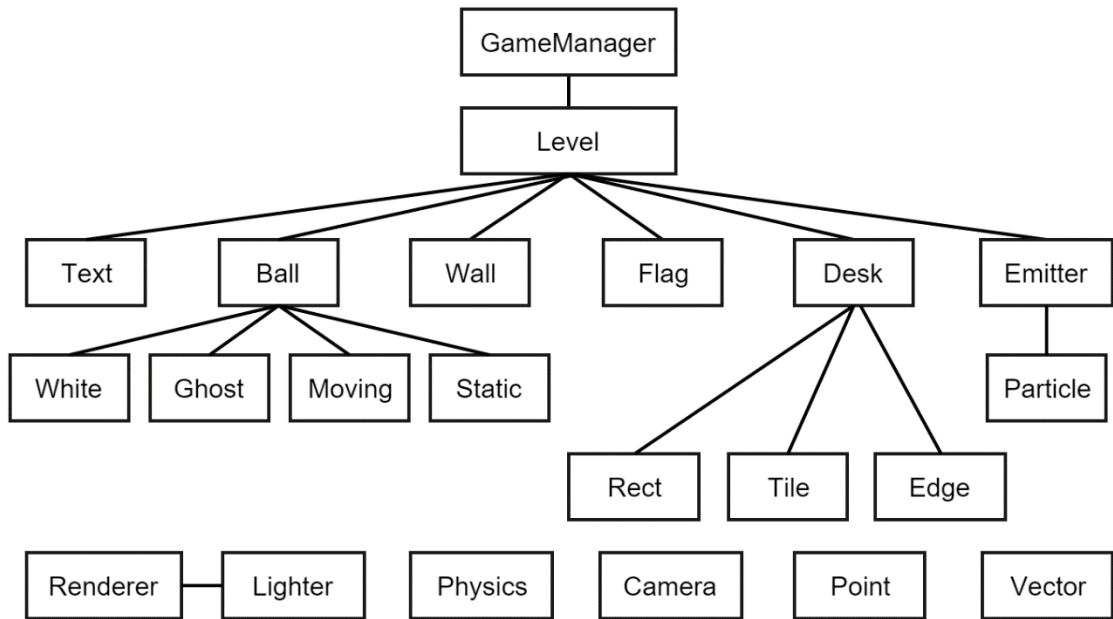 GameManager
Level
Text Ball Wall Flag Desk Emitter
White Ghost Moving Static Particle
Rect Tile Edge
Renderer Lighter Physics Camera Point Vector